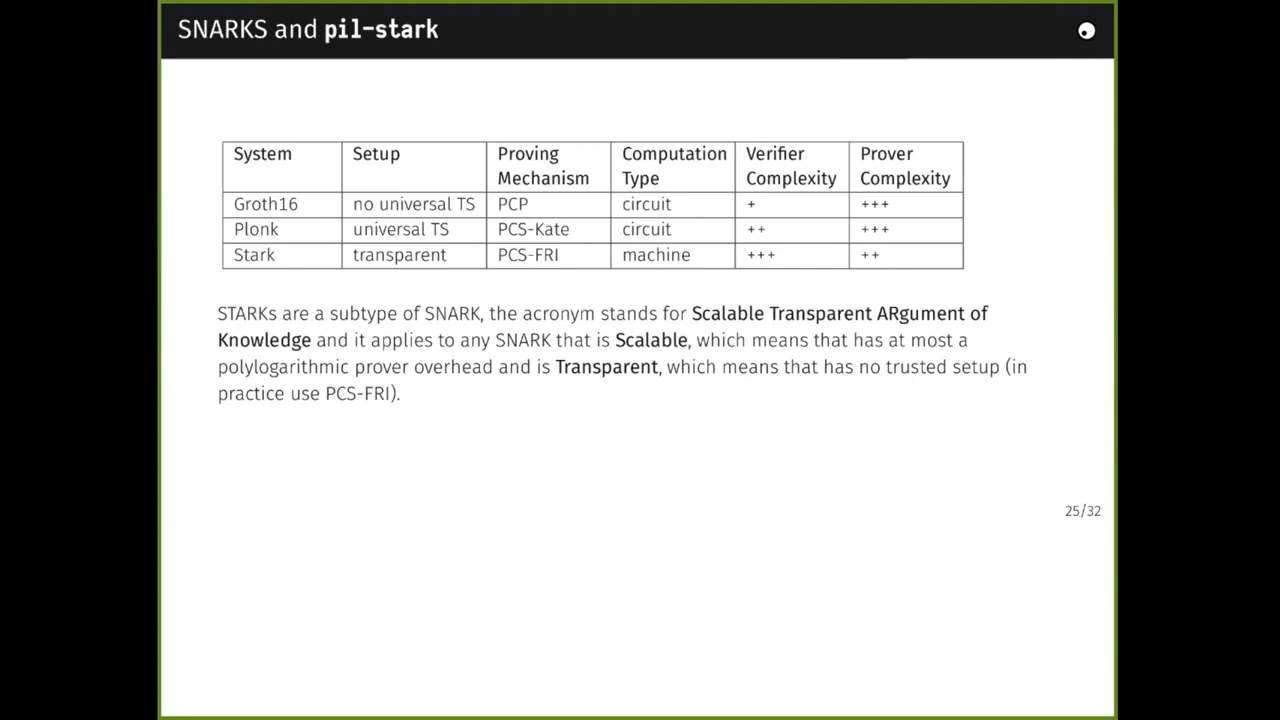 SNARKS and pil-stark
System Setup Proving Mechanism Computation Type Verifier Complexity Prover Complexity
Groth16 no universal TS PCP circuit + +++
Plonk universal TS PCS-Kate circuit ++ +++
Stark transparent PCS-FRI machine +++ ++
STARKs are a subtype of SNARK, the acronym stands for Scalable Transparent ARgument of
Knowledge and it applies to any SNARK that is Scalable, which means that has at most a
polylogarithmic prover overhead and is Transparent, which means that has no trusted setup (in
practice use PCS-FRI).
25/32